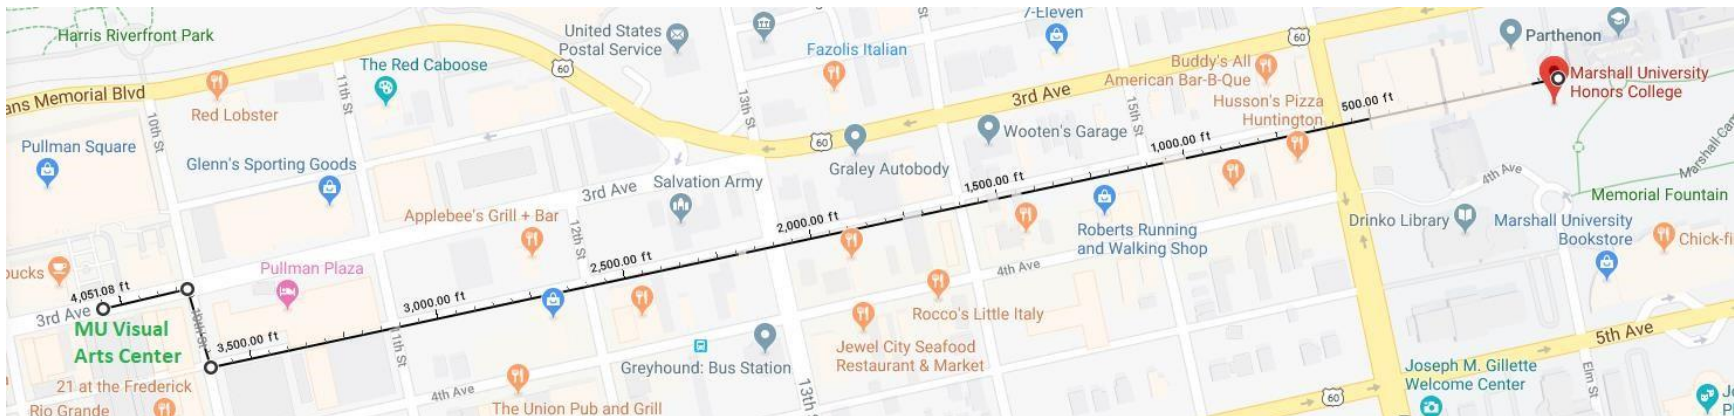 Harris Riverfront Park
United States
Postal Service
7-Eleven
60
Parthenon
The Red Caboose
Fazolis Italian
Buddy's All
American Bar-B-Que
Marshall University
Honors College
11th St
60
13th St
3rd Ave
500.00 ft
ans Memorial Blvd
Red Lobster
15th St
Husson's Pizza
Huntington
10th St
Wooten's Garage
1,000.00 ft
Pullman Square
60
Glenn's Sporting Goods
Graley Autobody
Marshall
4th Ave
3rd Ave
Salvation Army
1,500.00 ft
Memorial Fountain
Applebee's Grill + Bar
2,000.00 ft
Roberts Running
and Walking Shop
Drinko Library
Marshall University
Bookstore
Chick-fi
12th St
ucks
Pullman Plaza
2,500.00 ft
4th Ave
4,051.08 ft
3,000.00 ft
3rd Ave
MU Visual
Arts Center
10th St
3,500.00 ft
11th St
Rocco's Little Italy
5th Ave
Jewel City Seafood
Restaurant & Market
Greyhound: Bus Station
21 at the Frederick
4th Ave
13th
Joseph M. Gillette
Welcome Center
Elm St
Rio Grande
The Union Pub and Grill
60